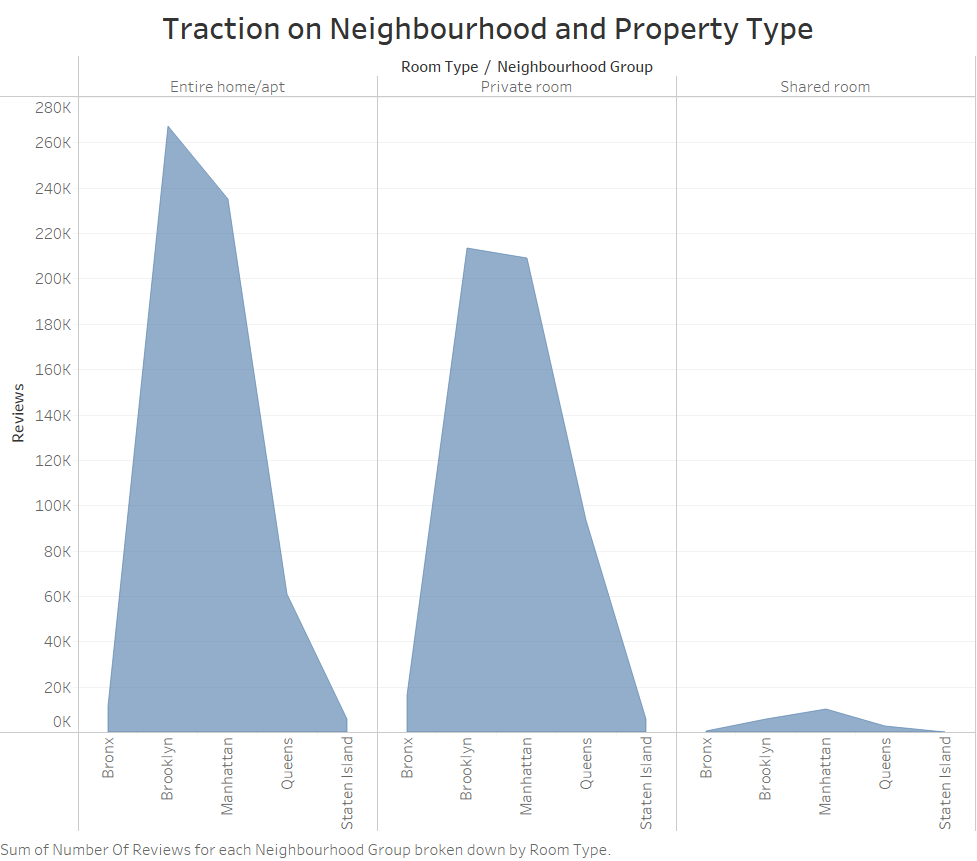 Traction on Neighbourhood and Property Type
Room Type / Neighbourhood Group
Entire home/apt
Private room
Shared room
280K
260K
240K
220K
200K
180K
160K
140K
120K
100K
80K
60K
40K
20K
0K
Reviews
Bronx
Brooklyn
Manhattan
Queens
Staten Island
Bronx
Brooklyn
Manhattan
Queens
Staten Island
Bronx
Brooklyn
Manhattan
Queens
Staten Island
Sum of Number Of Reviews for each Neighbourhood Group broken down by Room Type.